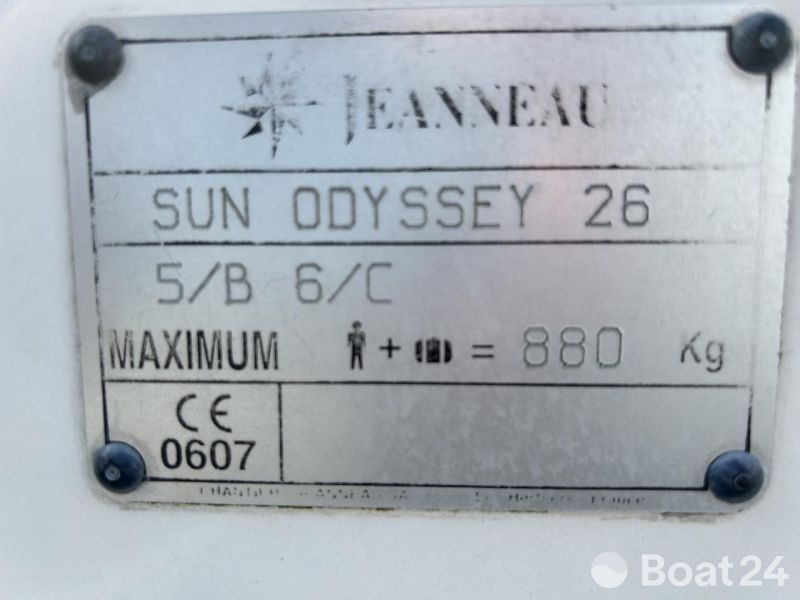 JEANNEAU
SUN ODYSSEY 26
5/B 6/C
MAXIMUM + = 880 Kg
CE
0607
Boat24